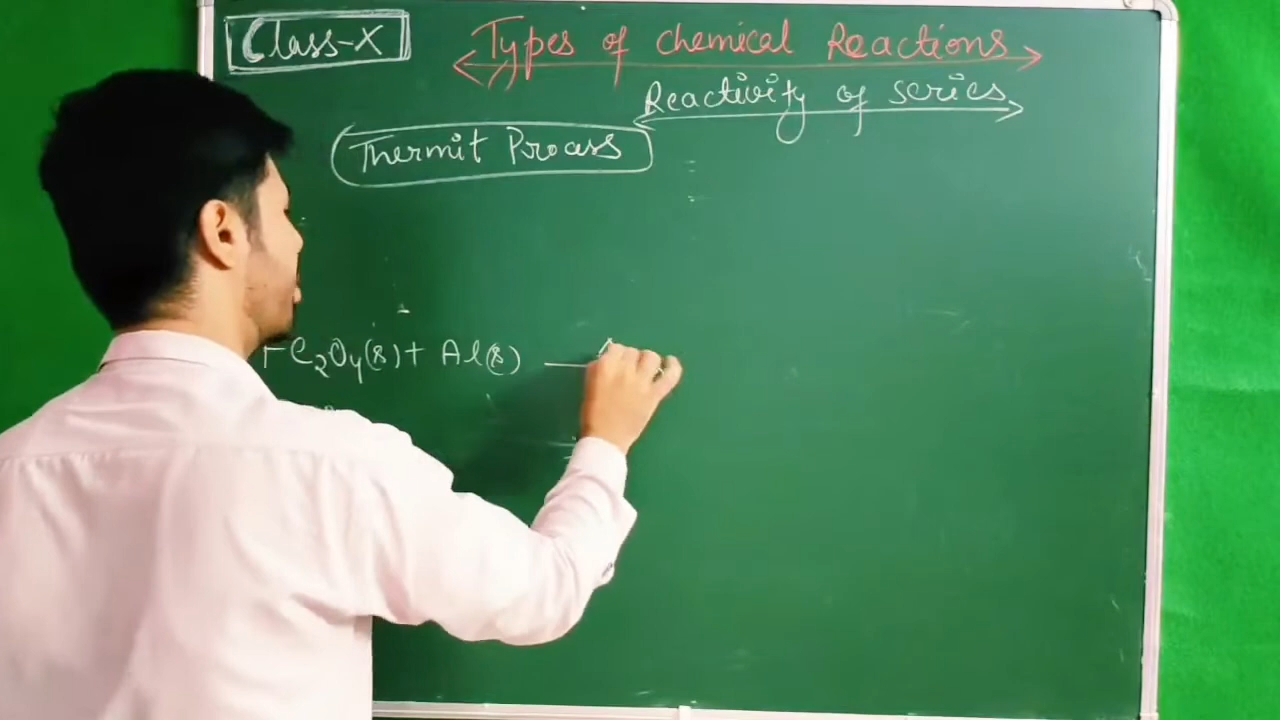 Class-X
Types of chemical Reactions
Reactivity of series
Thermit Process
Fe2O4(s) + Al(s)